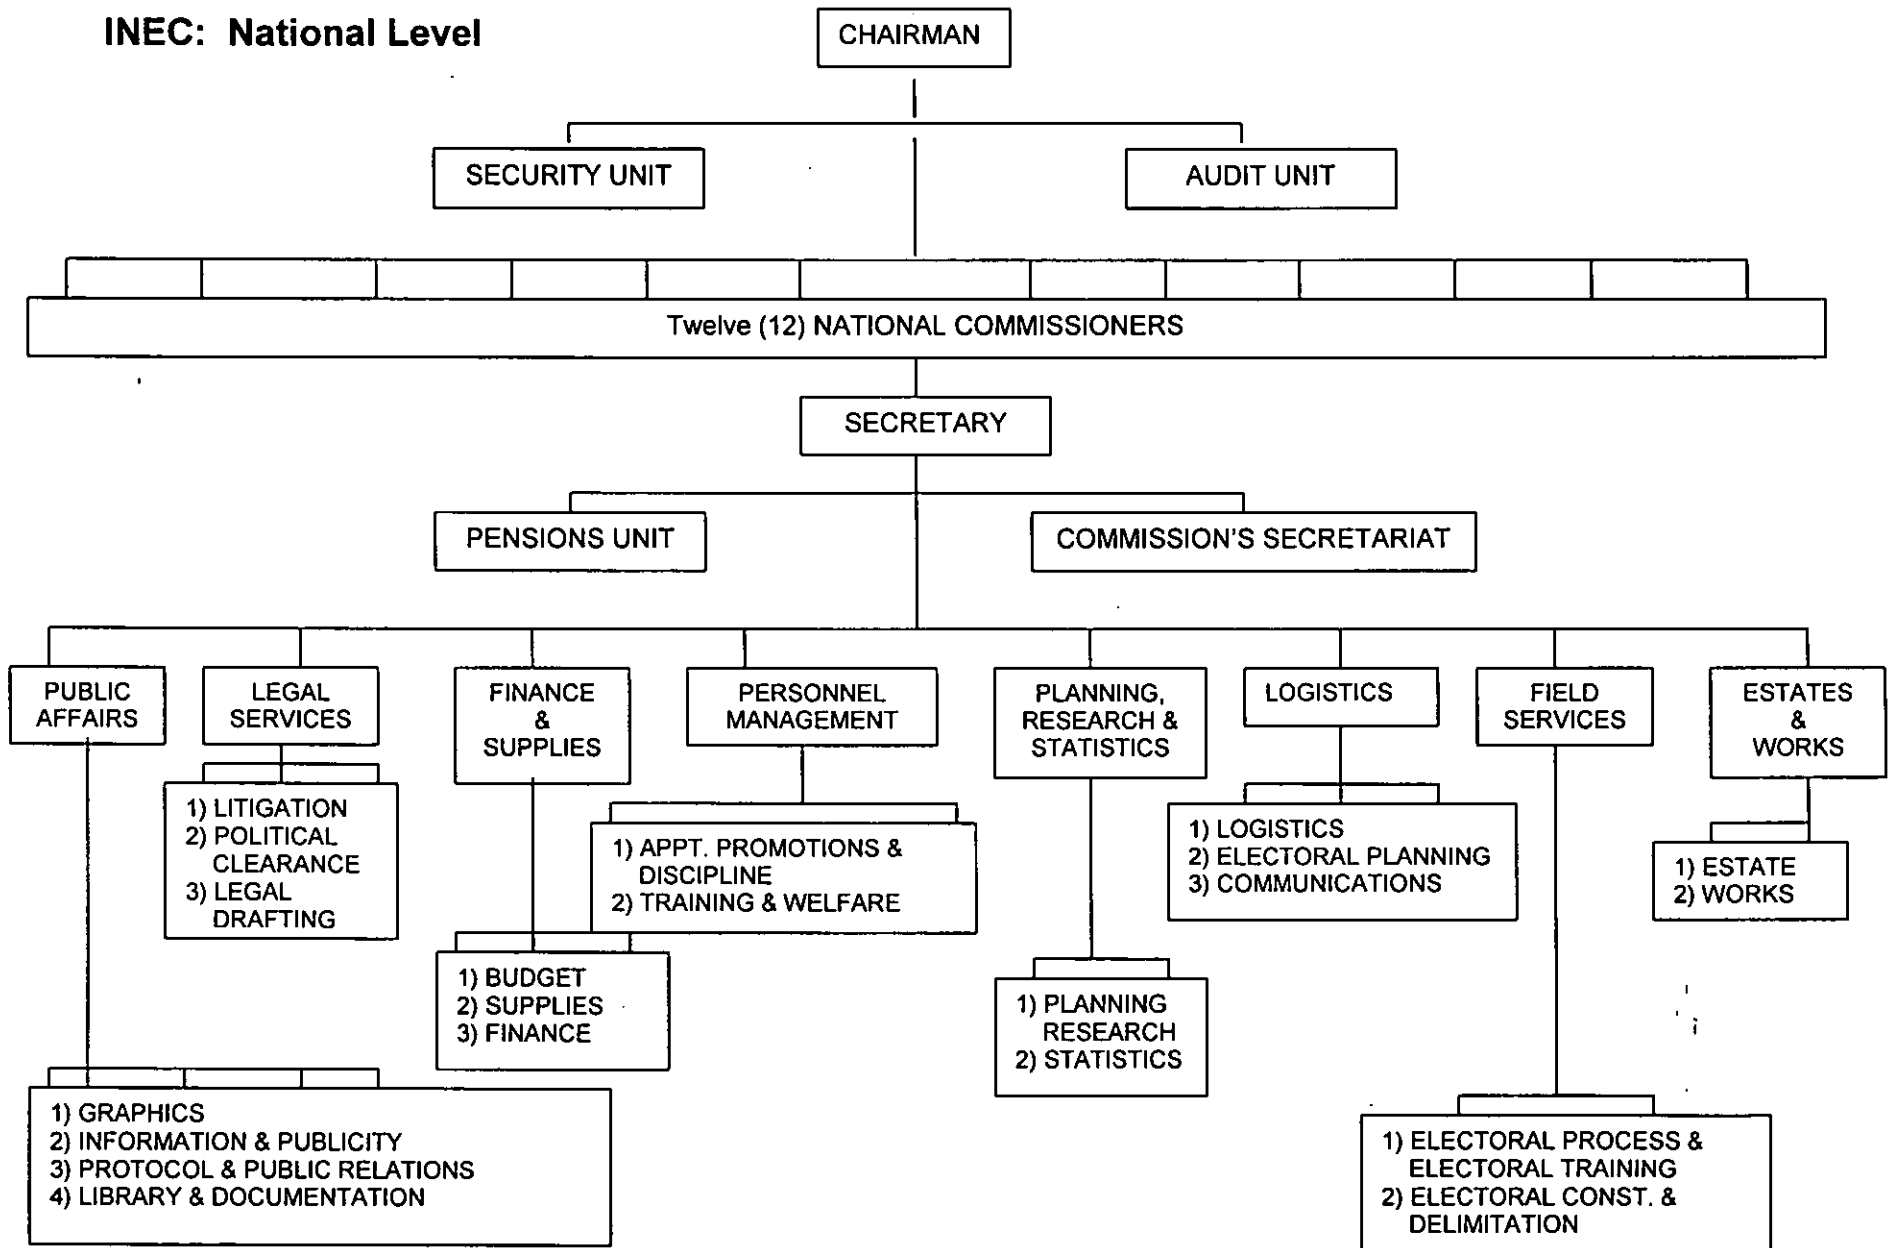 INEC: National Level
CHAIRMAN
SECURITY UNIT
AUDIT UNIT
Twelve (12) NATIONAL COMMISSIONERS
SECRETARY
PENSIONS UNIT
COMMISSION'S SECRETARIAT
PUBLIC
AFFAIRS
LEGAL
SERVICES
FINANCE
&
SUPPLIES
PERSONNEL
MANAGEMENT
PLANNING,
RESEARCH &
STATISTICS
LOGISTICS
FIELD
SERVICES
ESTATES
&
WORKS
1) LITIGATION
2) POLITICAL
CLEARANCE
3) LEGAL
DRAFTING
1) APPT. PROMOTIONS &
DISCIPLINE
2) TRAINING & WELFARE
1) LOGISTICS
2) ELECTORAL PLANNING
3) COMMUNICATIONS
1) ESTATE
2) WORKS
1) BUDGET
2) SUPPLIES
3) FINANCE
1) PLANNING
RESEARCH
2) STATISTICS
1) GRAPHICS
2) INFORMATION & PUBLICITY
3) PROTOCOL & PUBLIC RELATIONS
4) LIBRARY & DOCUMENTATION
1) ELECTORAL PROCESS &
ELECTORAL TRAINING
2) ELECTORAL CONST. &
DELIMITATION